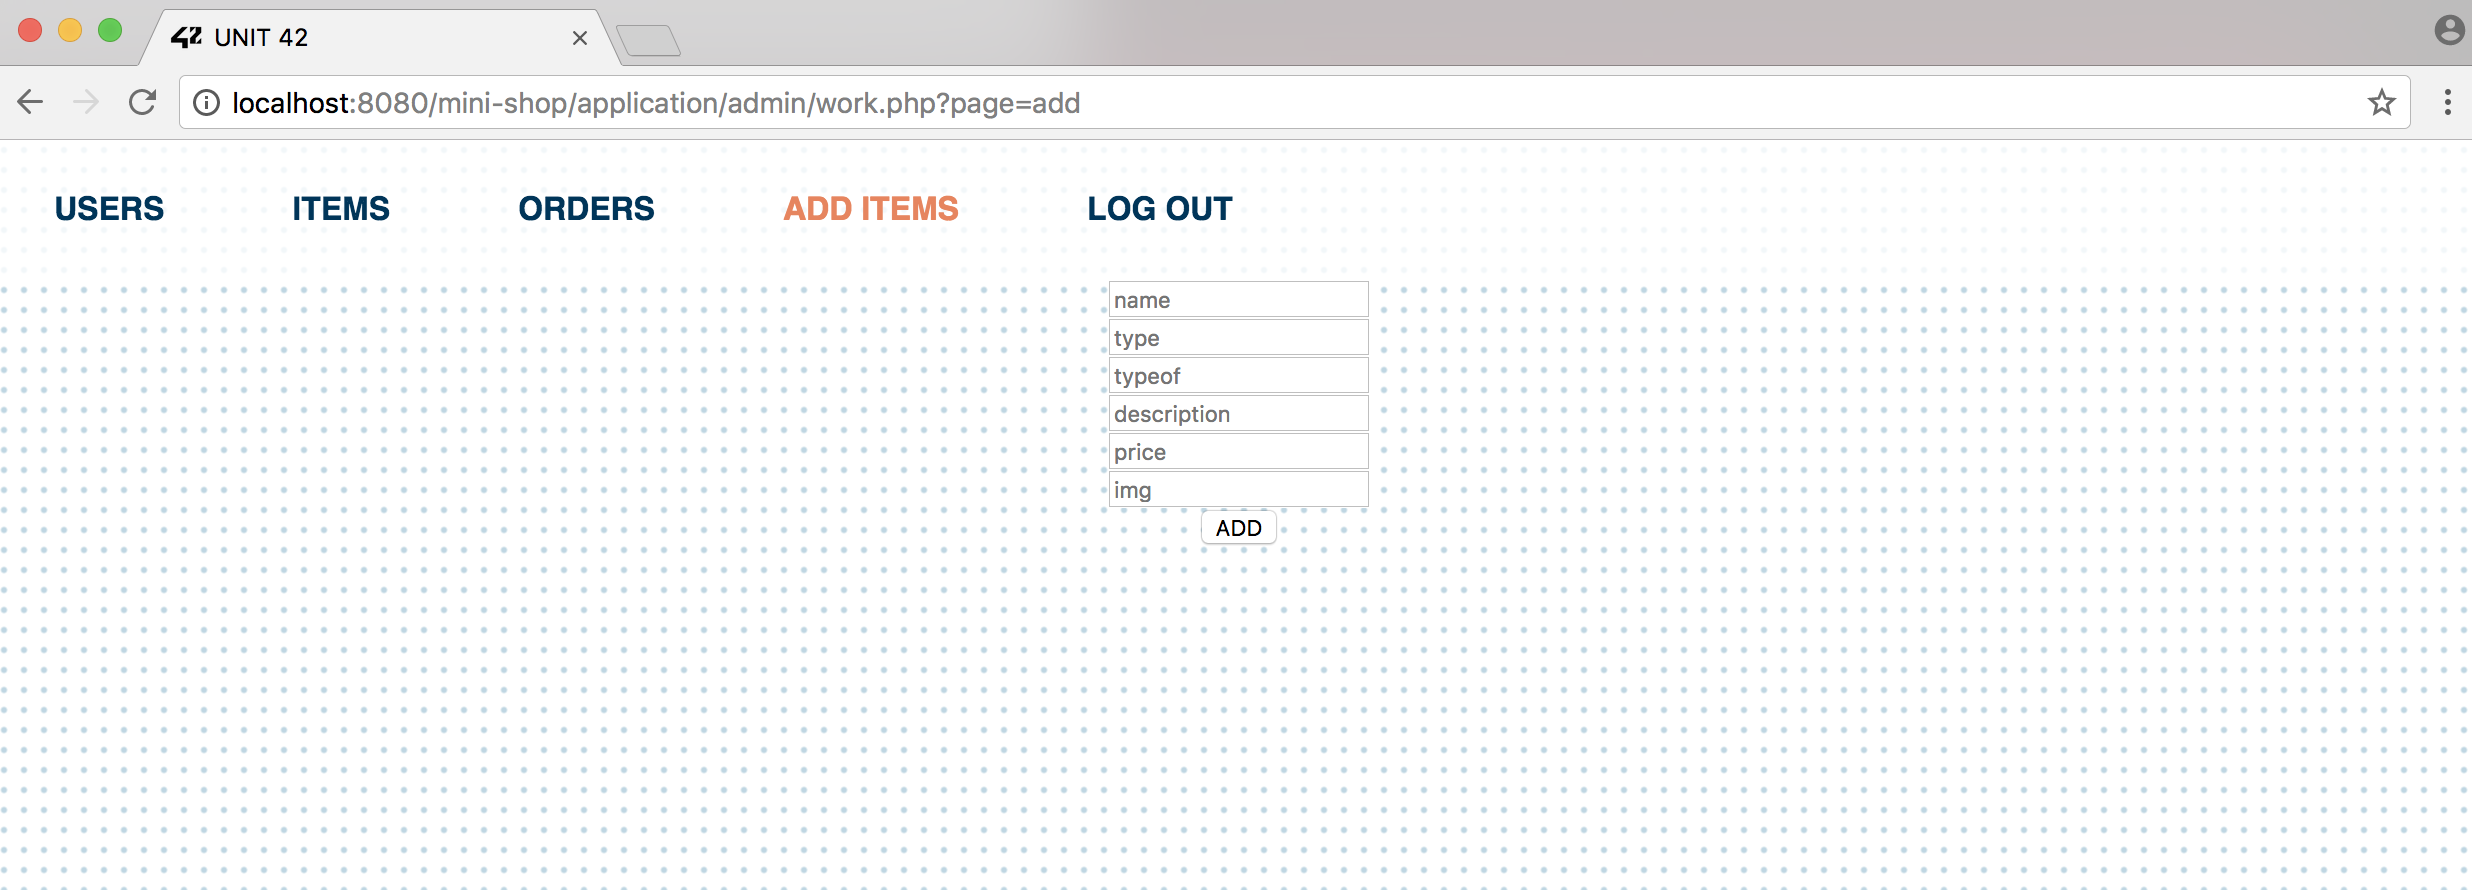 42 UNIT 42
localhost:8080/mini-shop/application/admin/work.php?page=add
USERS ITEMS ORDERS ADD ITEMS LOG OUT
name
type
typeof
description
price
img
ADD